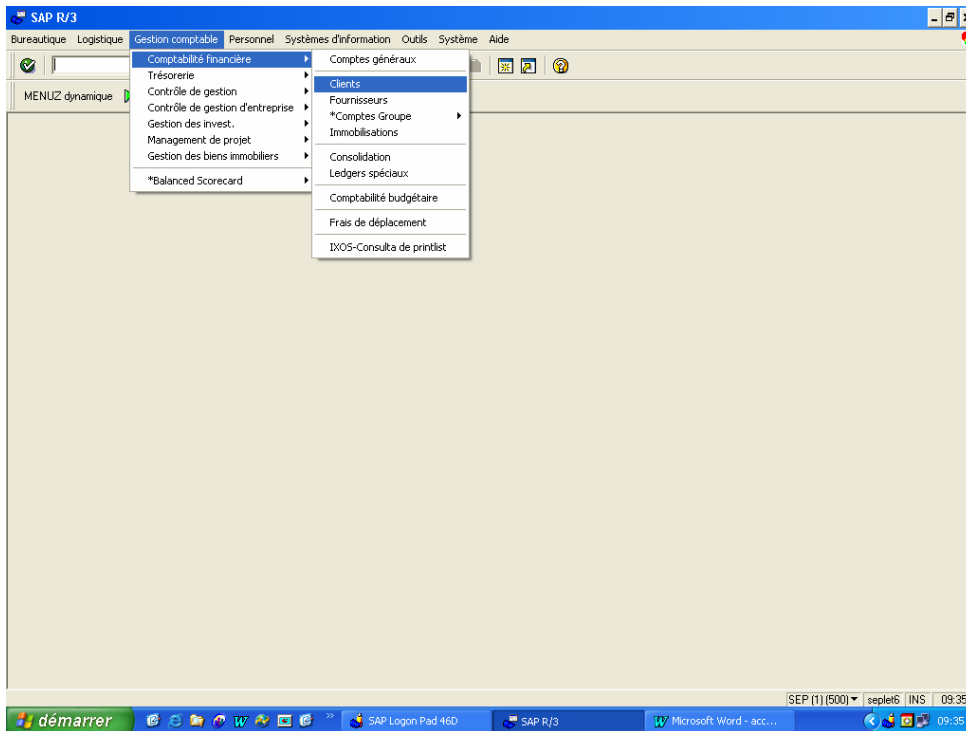 SAP R/3
Bureautique Logistique Gestion comptable Personnel Systèmes d'information Outils Système Aide
MENUZ dynamique
Comptabilité financière
Trésorerie
Contrôle de gestion
Contrôle de gestion d'entreprise
Gestion des invest.
Management de projet
Gestion des biens immobiliers
*Balanced Scorecard
Comptes généraux
Clients
Fournisseurs
*Comptes Groupe
Immobilisations
Consolidation
Ledgers spéciaux
Comptabilité budgétaire
Frais de déplacement
IXOS-Consulta de printlist
SEP (1) (500) seplet6 INS 09:35
démarrer SAP Logon Pad 46D SAP R/3 Microsoft Word - acc... 09:35